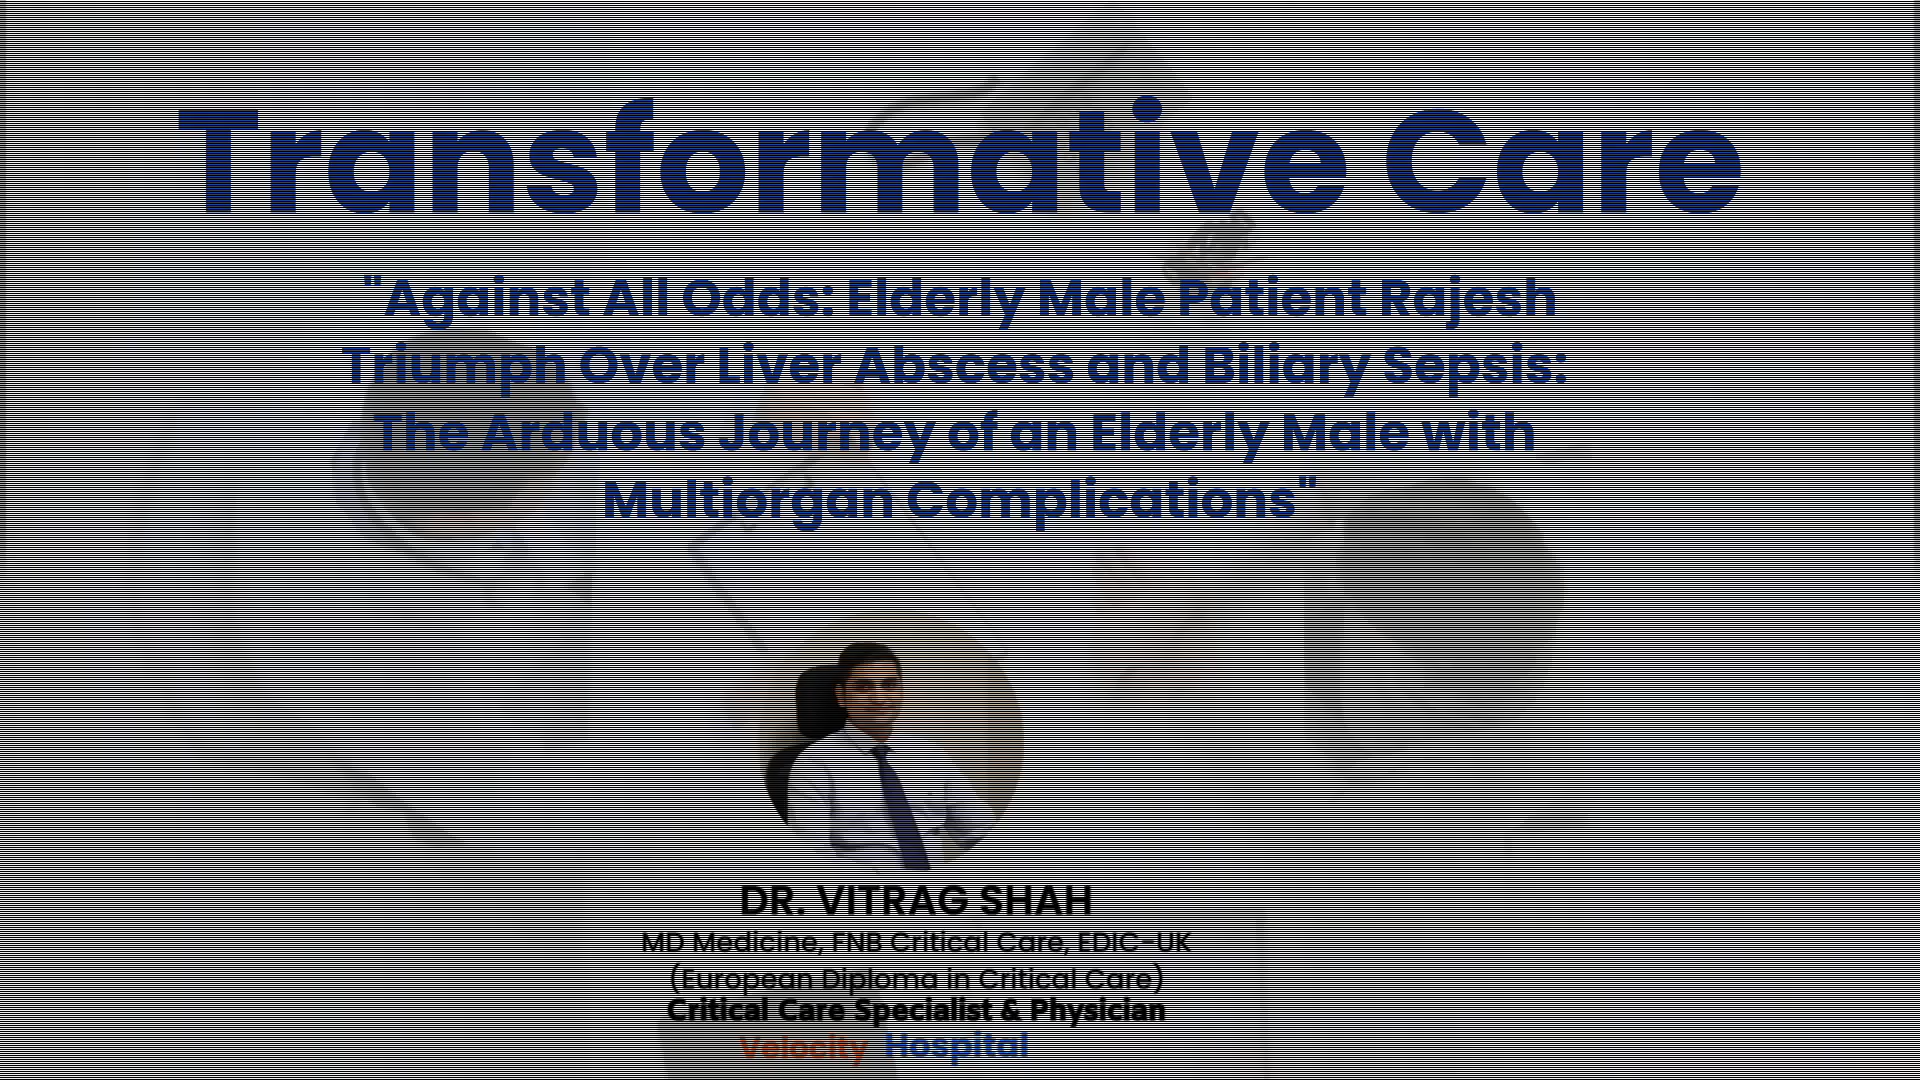 Transformative Care
"Against All Odds: Elderly Male Patient Rajesh
Triumph Over Liver Abscess and Biliary Sepsis:
The Arduous Journey of an Elderly Male with
Multiorgan Complications"
DR. VITRAG SHAH
MD Medicine, FNB Critical Care, EDIC-UK
(European Diploma in Critical Care)
Critical Care Specialist & Physician
Velocity Hospital